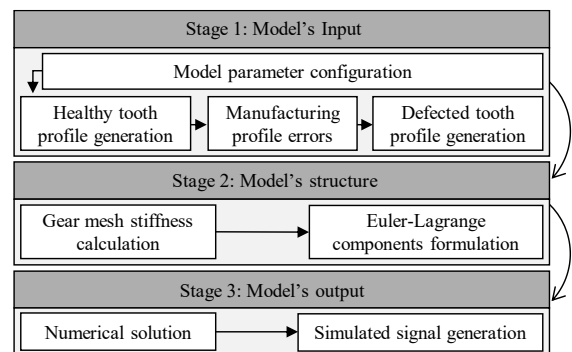 Stage 1: Model's Input
Model parameter configuration
Healthy tooth
profile generation
Manufacturing
profile errors
Defected tooth
profile generation
Stage 2: Model's structure
Gear mesh stiffness
calculation
Euler-Lagrange
components formulation
Stage 3: Model's output
Numerical solution
Simulated signal generation